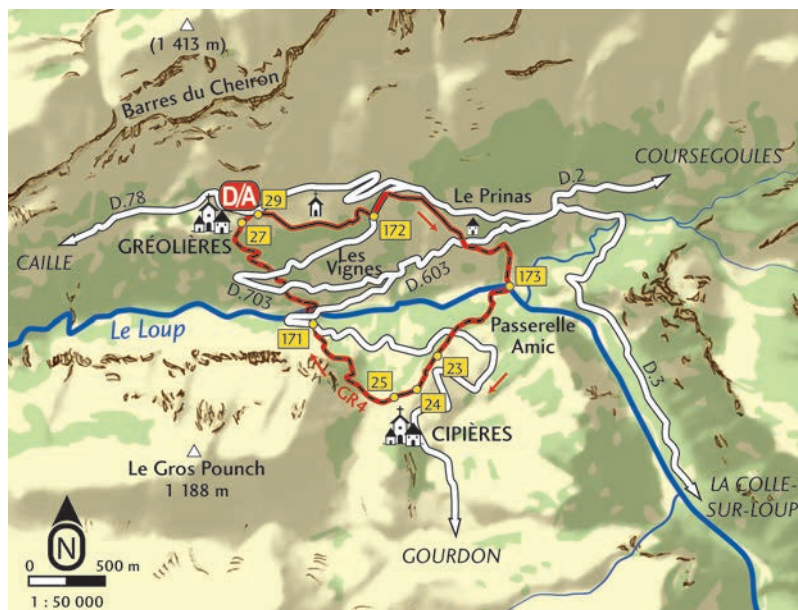 (1 413 m)
Barres du Cheiron
COURSEGOULES
D.2
D.78
D/A
29
Le Prinas
27
172
GRÉOLIÈRES
CAILLE
Les
Vignes
D.703
D.603
173
Le Loup
171
Passerelle
Amic
D.3
23
25
GR4
24
CIPIÈRES
Le Gros Pounch
1 188 m
LA COLLE-
SUR-LOUP
GOURDON
N
0 500 m
1 : 50 000